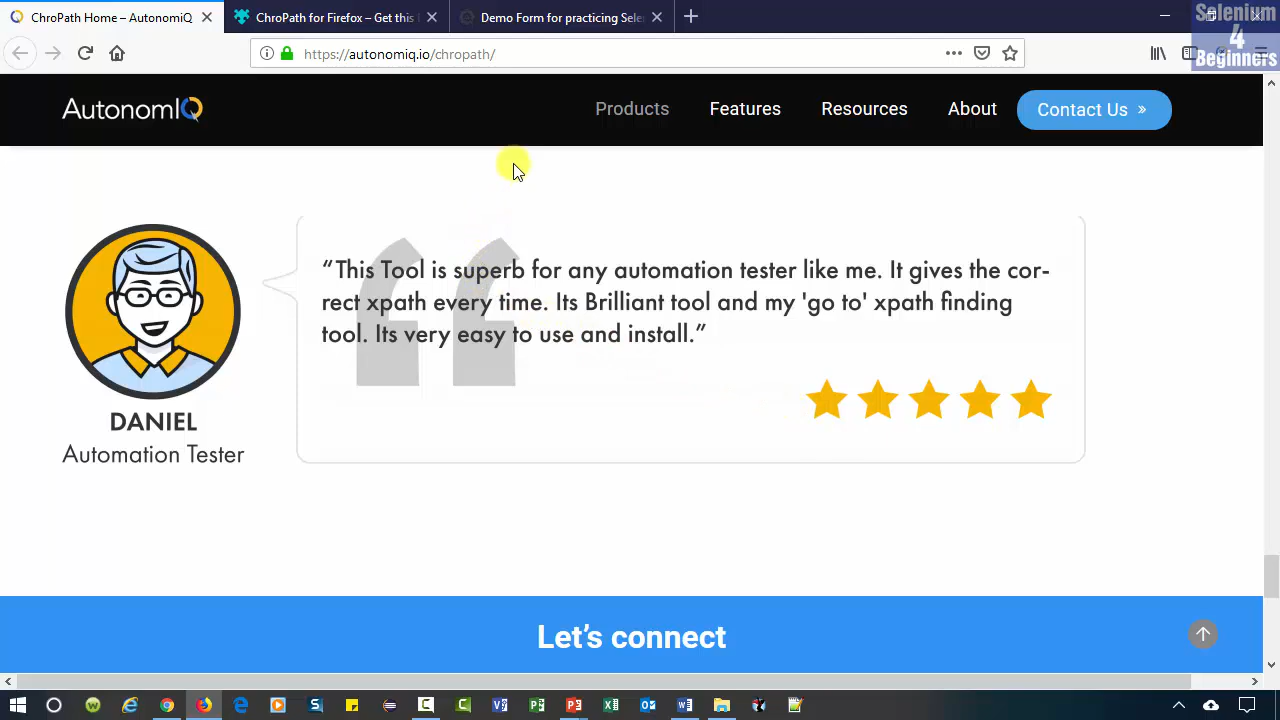 ChroPath Home – AutonomiQ
ChroPath for Firefox – Get this
Demo Form for practicing Sele
Selenium
4
Beginners
https://autonomiq.io/chropath/
AutonomIQ
Products
Features
Resources
About
Contact Us »
“This Tool is superb for any automation tester like me. It gives the cor-
rect xpath every time. Its Brilliant tool and my 'go to' xpath finding
tool. Its very easy to use and install.”
DANIEL
Automation Tester
Let’s connect